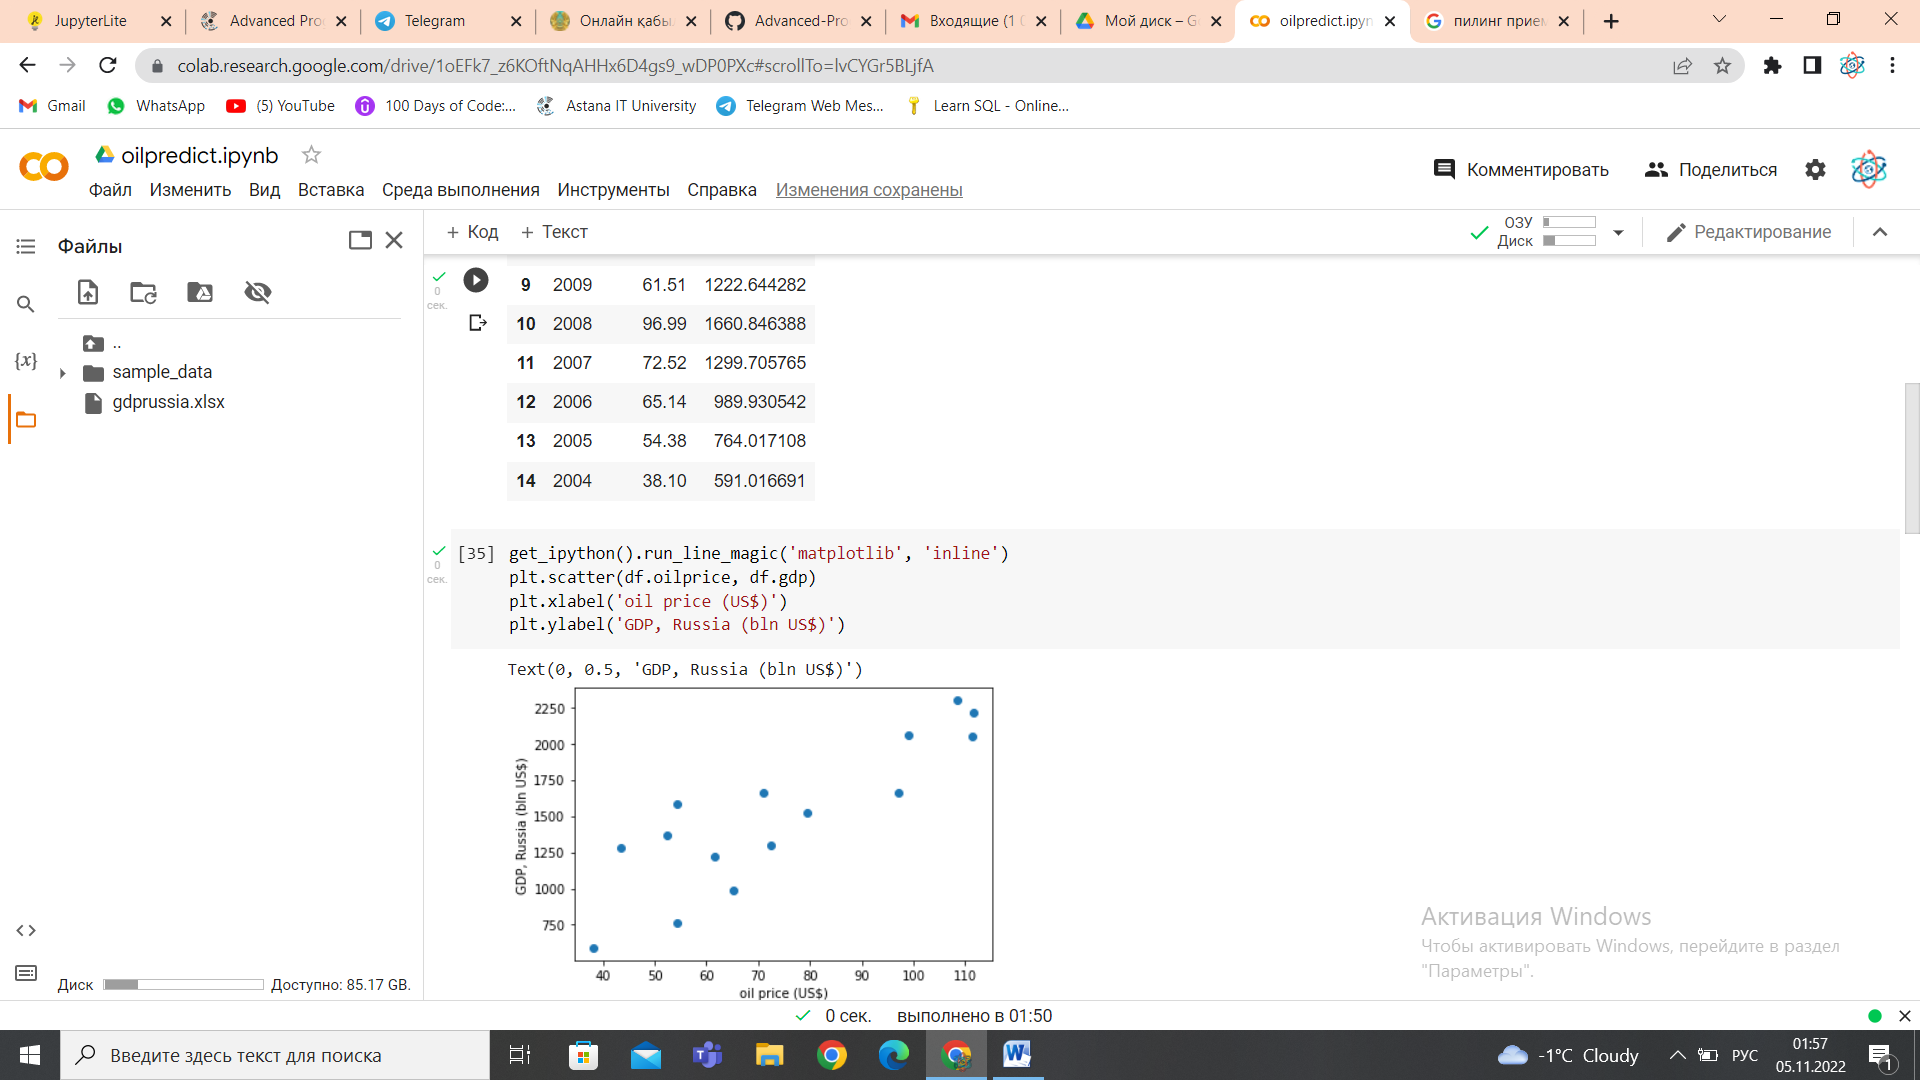 JupyterLite
Advanced Pro
Telegram
Онлайн қабы
Advanced-Pro
Входящие (1 0
Мой диск – Go
oilpredict.ipyn
пилинг прием
colab.research.google.com/drive/1oEFk7_z6KOftNqAHHx6D4gs9_wDP0PXc#scrollTo=lvCYGr5BLjfA
Gmail
WhatsApp
(5) YouTube
100 Days of Code:...
Astana IT University
Telegram Web Mes...
Learn SQL - Online...
oilpredict.ipynb
Комментировать
Поделиться
Файл Изменить Вид Вставка Среда выполнения Инструменты Справка Изменения сохранены
Файлы
+ Код + Текст
ОЗУ
Диск
Редактирование
..
sample_data
gdprussia.xlsx
{x}
0
сек.
9 2009 61.51 1222.644282
10 2008 96.99 1660.846388
11 2007 72.52 1299.705765
12 2006 65.14 989.930542
13 2005 54.38 764.017108
14 2004 38.10 591.016691
0
сек.
[35] get_ipython().run_line_magic('matplotlib', 'inline')
plt.scatter(df.oilprice, df.gdp)
plt.xlabel('oil price (US$)')
plt.ylabel('GDP, Russia (bln US$)')
Text(0, 0.5, 'GDP, Russia (bln US$)')
2250
2000
1750
1500
1250
1000
750
GDP, Russia (bln US$)
40 50 60 70 80 90 100 110
oil price (US$)
Активация Windows
Чтобы активировать Windows, перейдите в раздел
"Параметры".
Диск
Доступно: 85.17 GB.
0 сек. выполнено в 01:50
Введите здесь текст для поиска
-1°C Cloudy
РУС
01:57
05.11.2022
1